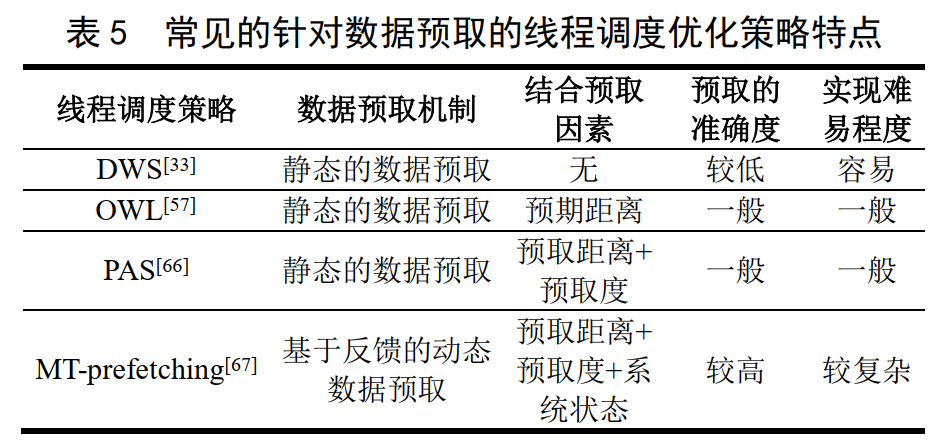 表 5 常见的针对数据预取的线程调度优化策略特点
线程调度策略 数据预取机制 结合预取因素 预取的准确度 实现难易程度
DWS[33] 静态的数据预取 无 较低 容易
OWL[57] 静态的数据预取 预期距离 一般 一般
PAS[66] 静态的数据预取 预取距离+预取度 一般 一般
MT-prefetching[67] 基于反馈的动态数据预取 预取距离+预取度+系统状态 较高 较复杂